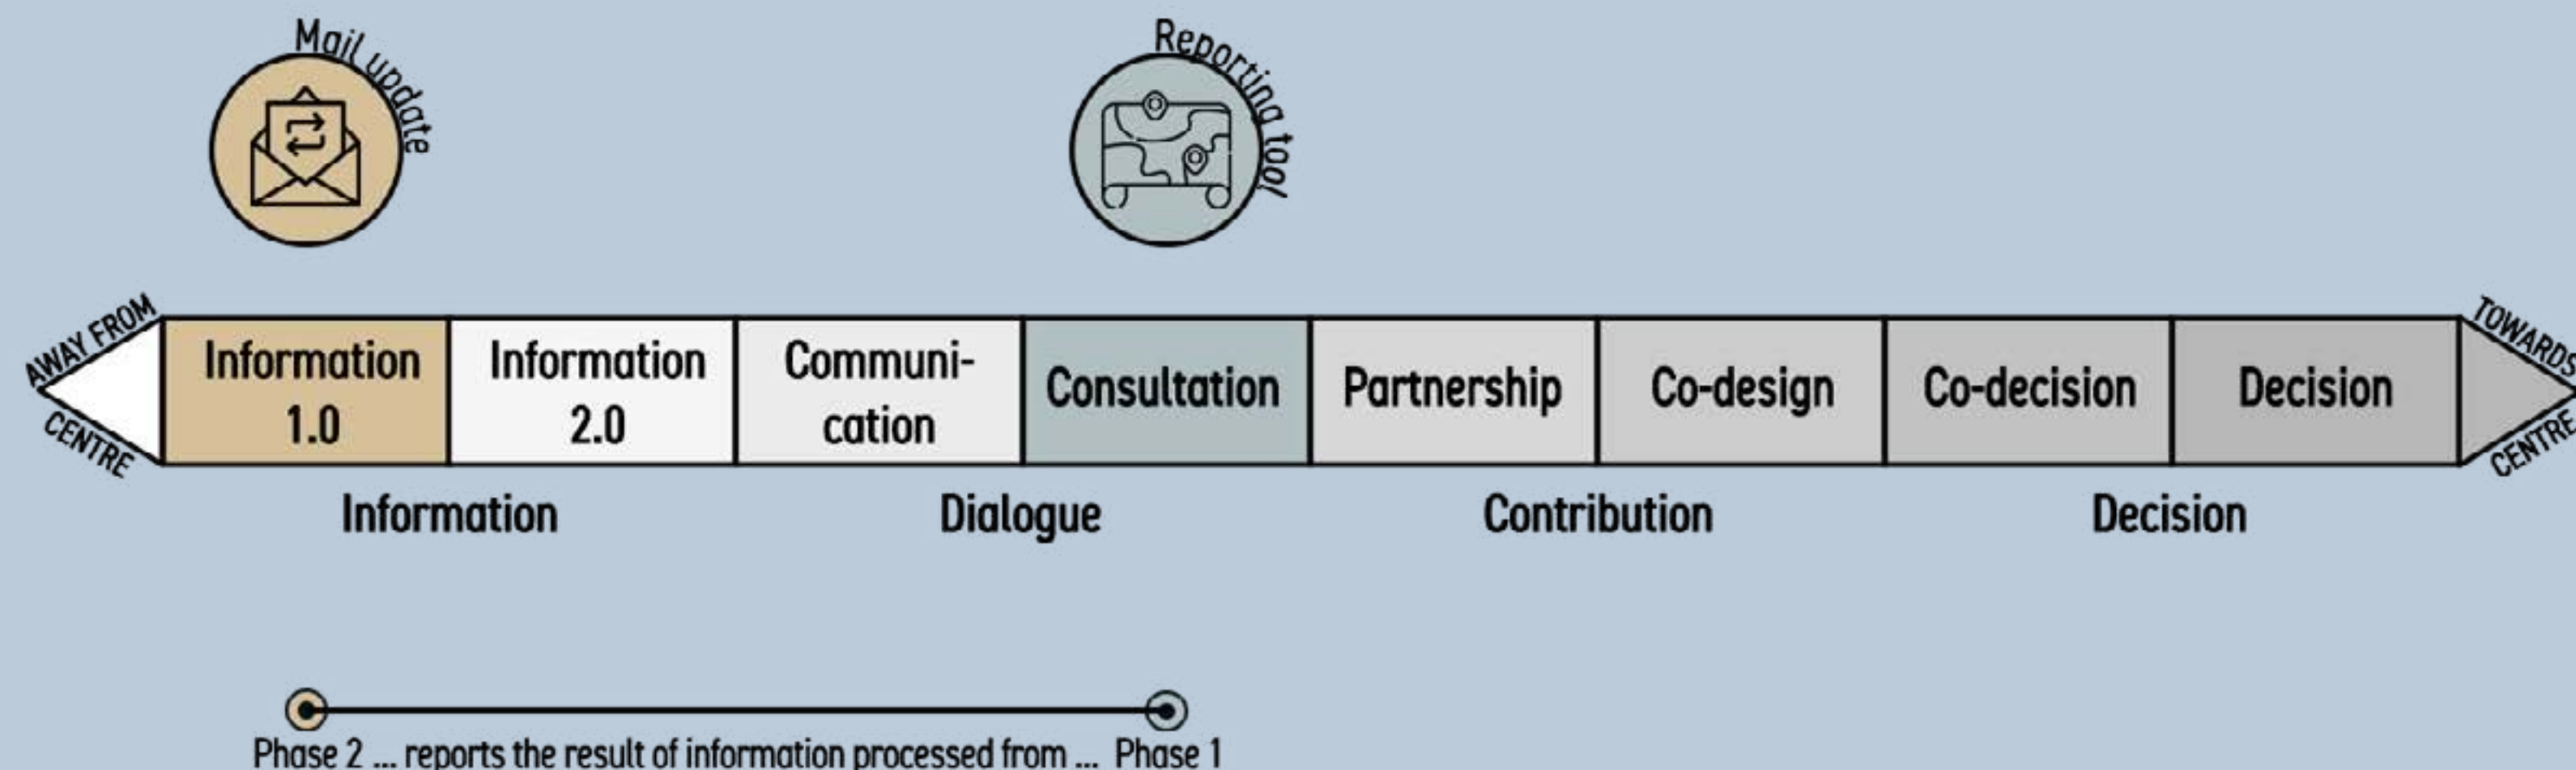 Mail update
Reporting tool
AWAY FROM
CENTRE
Information
1.0
Information
2.0
Communi-
cation
Consultation
Partnership
Co-design
Co-decision
Decision
TOWARDS
CENTRE
Information
Dialogue
Contribution
Decision
Phase 2 ... reports the result of information processed from ... Phase 1